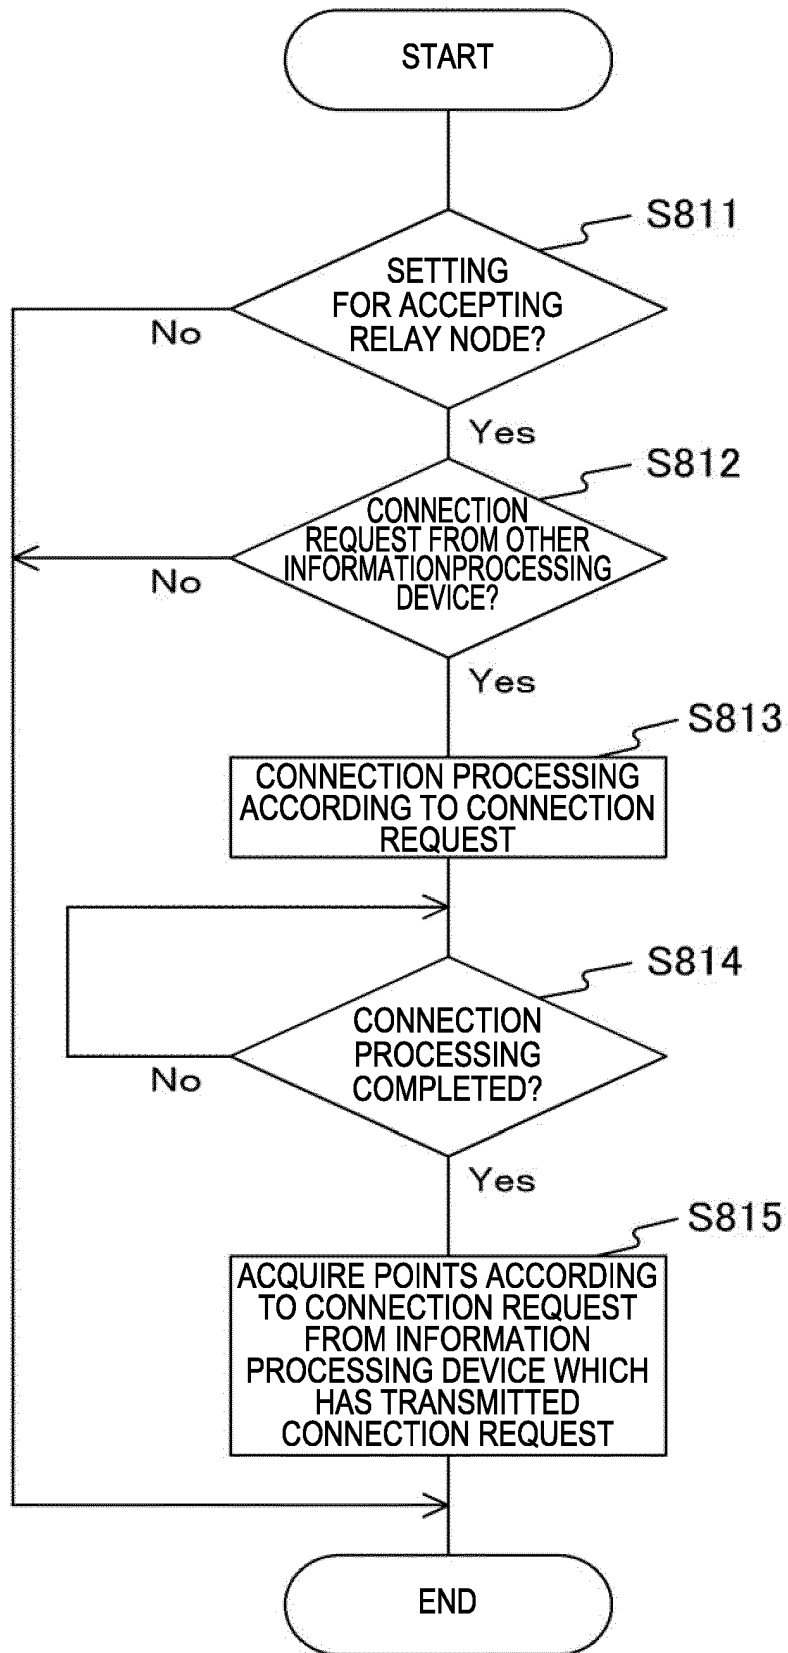 START
S811
SETTING
FOR ACCEPTING
RELAY NODE?
No
Yes
S812
CONNECTION
REQUEST FROM OTHER
INFORMATIONPROCESSING
DEVICE?
No
Yes
S813
CONNECTION PROCESSING
ACCORDING TO CONNECTION
REQUEST
S814
CONNECTION
PROCESSING
COMPLETED?
No
Yes
S815
ACQUIRE POINTS ACCORDING
TO CONNECTION REQUEST
FROM INFORMATION
PROCESSING DEVICE WHICH
HAS TRANSMITTED
CONNECTION REQUEST
END